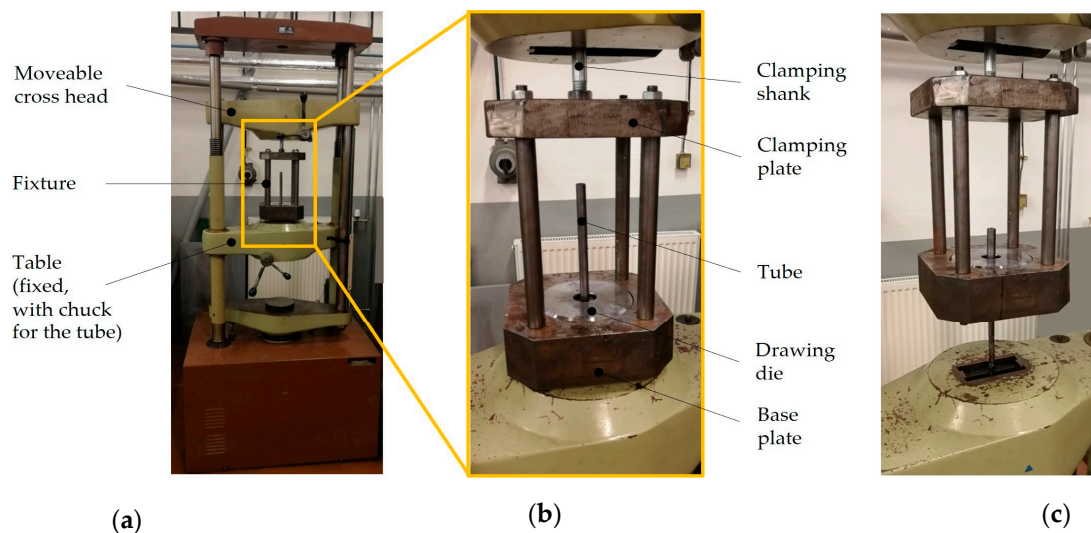 Moveable
cross head
Fixture
Table
(fixed,
with chuck
for the tube)
Clamping
shank
Clamping
plate
Tube
Drawing
die
Base
plate
(a)
(b)
(c)